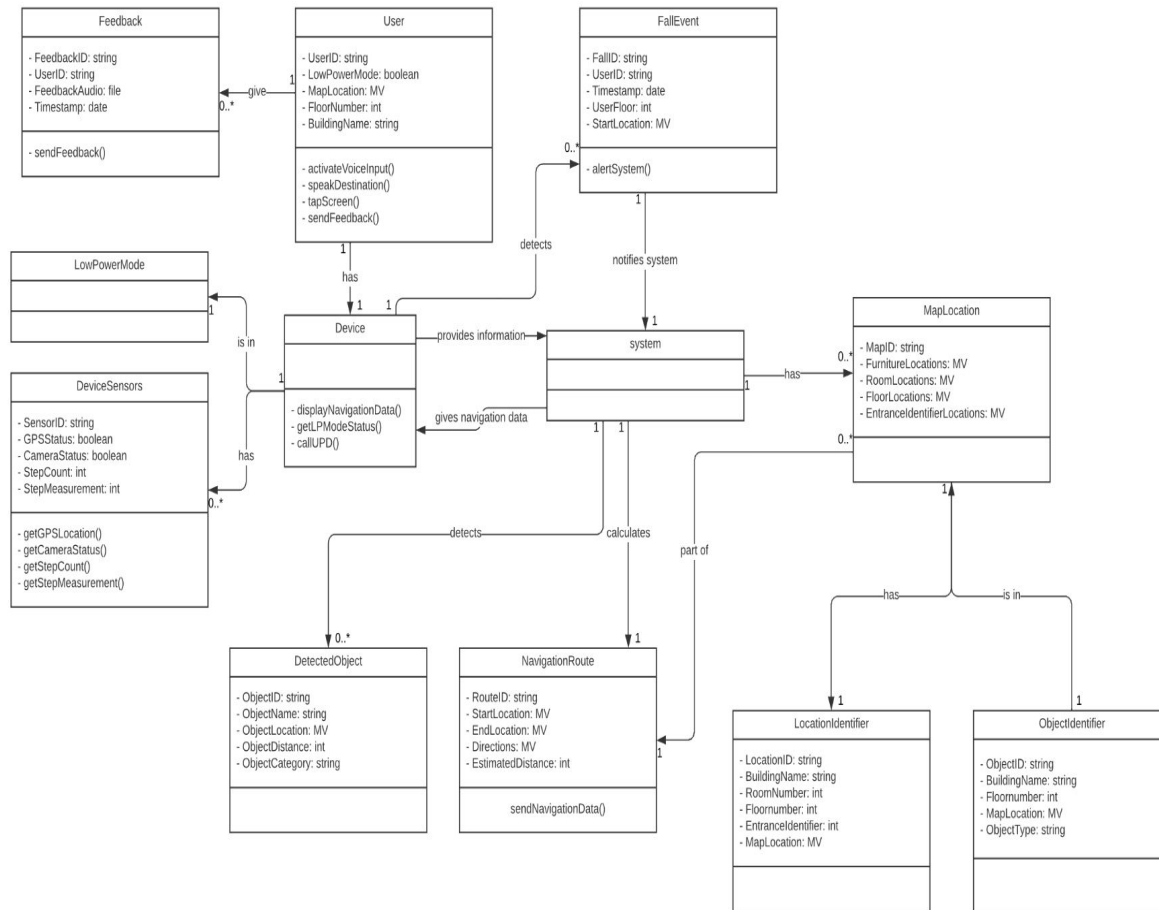 Feedback
- FeedbackID: string
- UserID: string
- FeedbackAudio: file
- Timestamp: date
- sendFeedback()
give
1
0..*
User
- UserID: string
- LowPowerMode: boolean
- MapLocation: MV
- FloorNumber: int
- BuildingName: string
- activateVoiceInput()
- speakDestination()
- tapScreen()
- sendFeedback()
FallEvent
- FallID: string
- UserID: string
- Timestamp: date
- UserFloor: int
- StartLocation: MV
- alertSystem()
0..*
detects
1
1
notifies system
1
1
has
1
LowPowerMode
1
is in
1
has
0..*
DeviceSensors
- SensorID: string
- GPSStatus: boolean
- CameraStatus: boolean
- StepCount: int
- StepMeasurement: int
- getGPSLocation()
- getCameraStatus()
- getStepCount()
- getStepMeasurement()
Device
- displayNavigationData()
- getLPModeStatus()
- callUPD()
provides information
gives navigation data
system
1
has
0..*
MapLocation
- MapID: string
- FurnitureLocations: MV
- RoomLocations: MV
- FloorLocations: MV
- EntranceIdentifierLocations: MV
0..*
part of
1
1
1
detects
calculates
0..*
1
1
has
is in
1
1
DetectedObject
- ObjectID: string
- ObjectName: string
- ObjectLocation: MV
- ObjectDistance: int
- ObjectCategory: string
NavigationRoute
- RouteID: string
- StartLocation: MV
- EndLocation: MV
- Directions: MV
- EstimatedDistance: int
sendNavigationData()
LocationIdentifier
- LocationID: string
- BuildingName: string
- RoomNumber: int
- Floornumber: int
- EntranceIdentifier: int
- MapLocation: MV
ObjectIdentifier
- ObjectID: string
- BuildingName: string
- Floornumber: int
- MapLocation: MV
- ObjectType: string